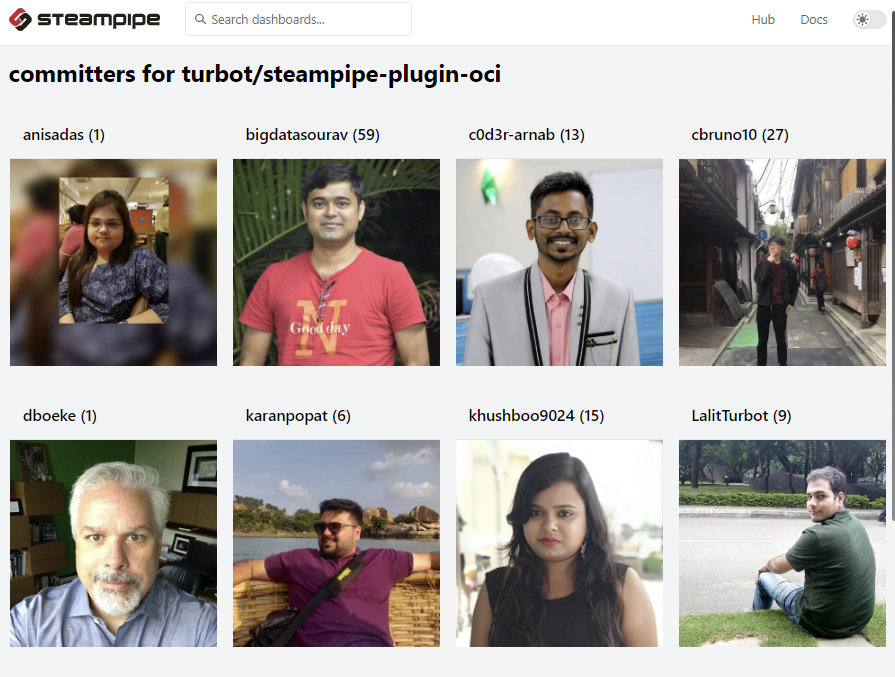 steampipe
Search dashboards...
Hub
Docs
committers for turbot/steampipe-plugin-oci
anisadas (1)
bigdatasourav (59)
c0d3r-arnab (13)
cbruno10 (27)
N
Good day
dboeke (1)
karanpopat (6)
khushboo9024 (15)
LalitTurbot (9)